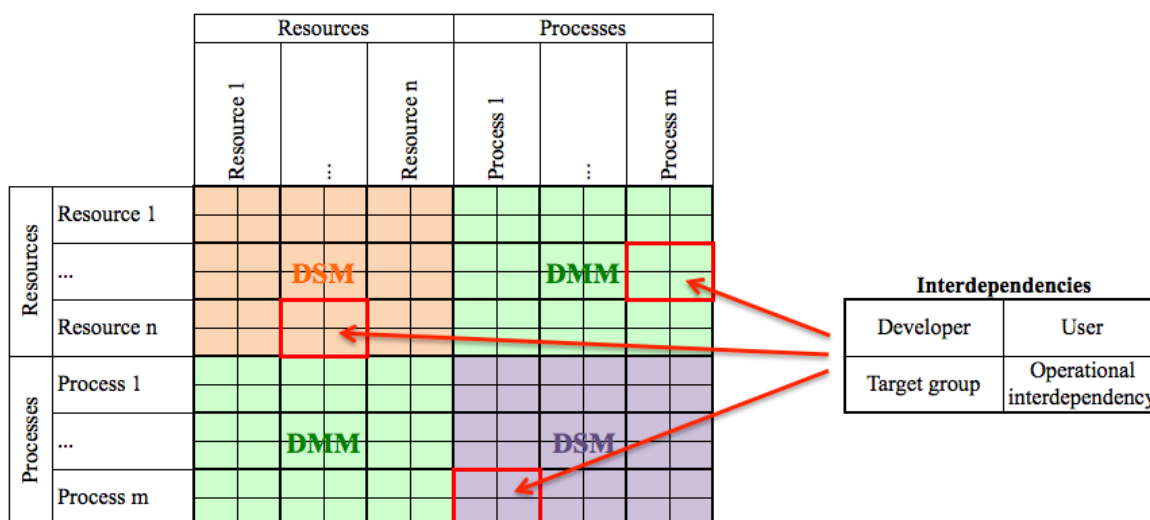 Resources Processes
Resource 1
...
Resource n
Process 1
...
Process m
Resources
Resource 1
...
DSM DMM
Resource n
Interdependencies
Developer User
Target group Operational
interdependency
Processes
Process 1
...
DMM DSM
Process m